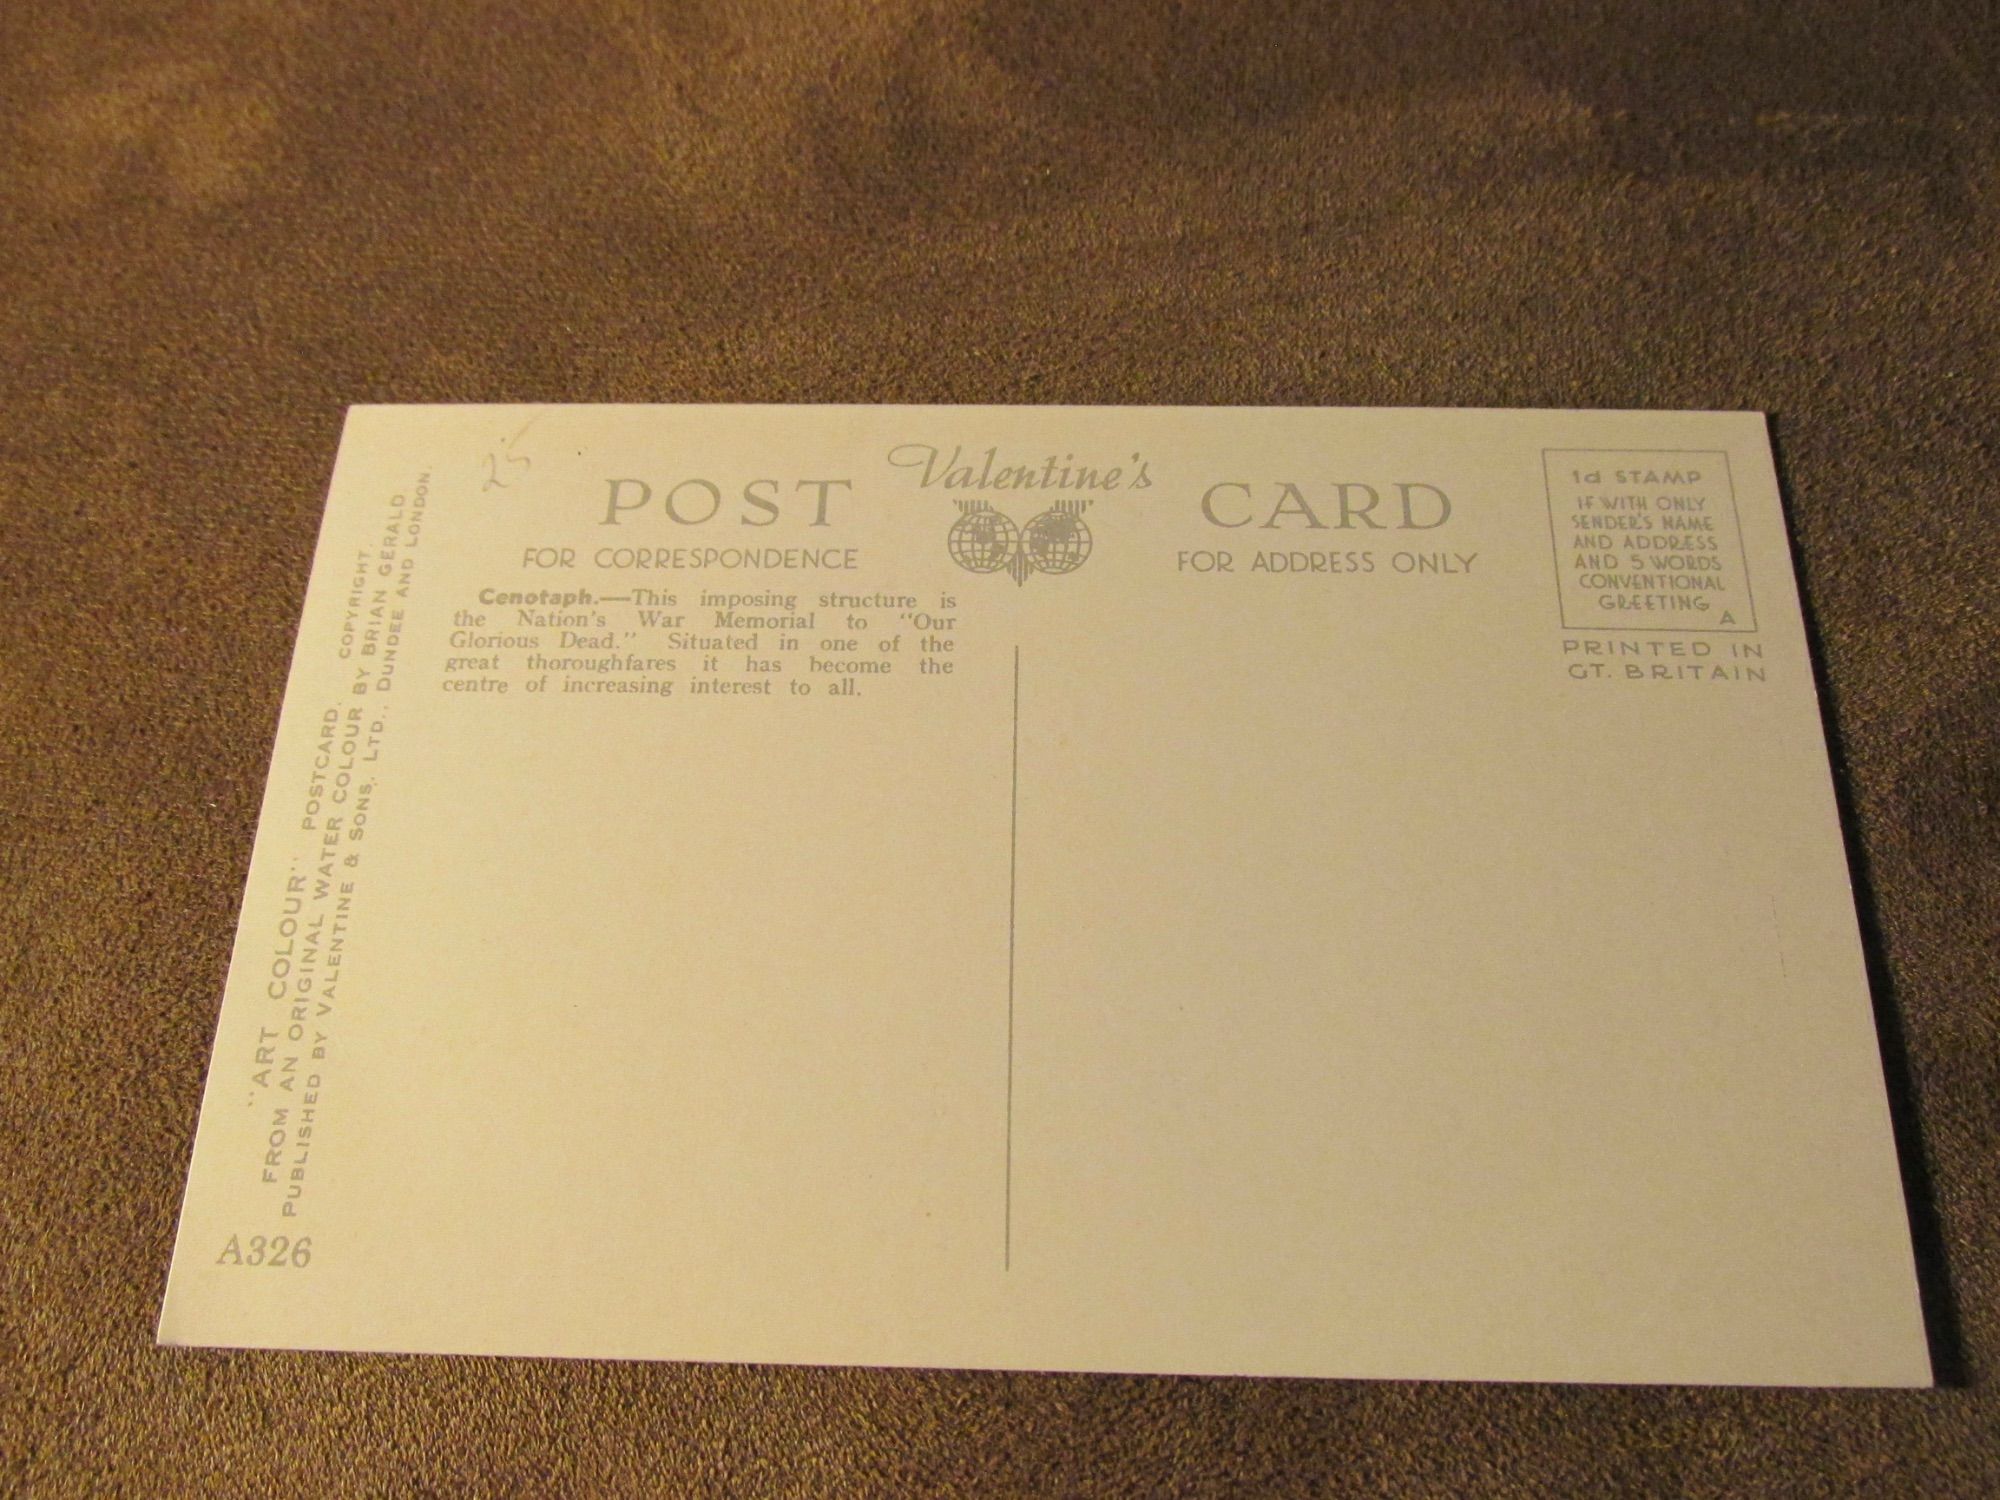 25
POST Valentine's CARD
FOR CORRESPONDENCE
FOR ADDRESS ONLY
Cenotaph.—This imposing structure is
the Nation's War Memorial to "Our
Glorious Dead." Situated in one of the
great thoroughfares it has become the
centre of increasing interest to all.
1d STAMP
IF WITH ONLY
SENDER'S NAME
AND ADDRESS
AND 5 WORDS
CONVENTIONAL
GREETING
A
PRINTED IN
GT. BRITAIN
"ART COLOUR" POSTCARD. COPYRIGHT.
FROM AN ORIGINAL WATER COLOUR BY BRIAN GERALD
PUBLISHED BY VALENTINE & SONS, LTD., DUNDEE AND LONDON.
A326